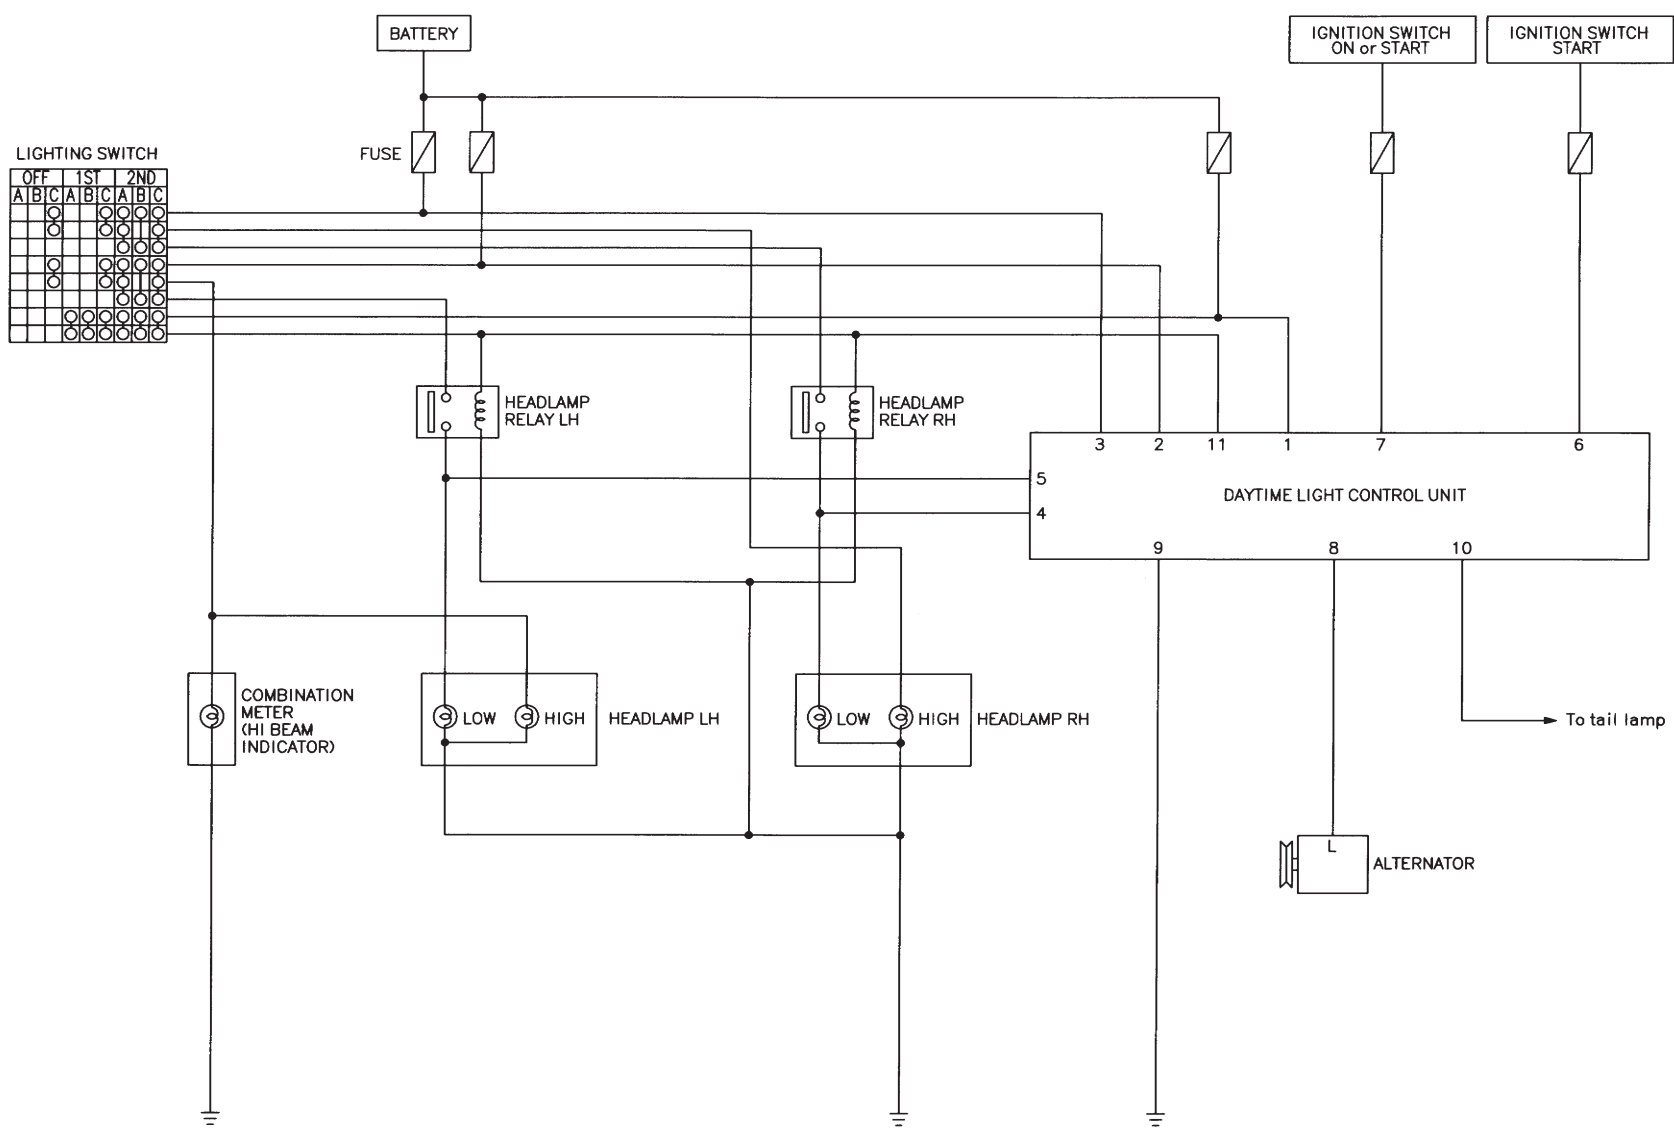 BATTERY
IGNITION SWITCH
ON or START
IGNITION SWITCH
START
FUSE
LIGHTING SWITCH
OFF 1ST 2ND
A B C A B C A B C
HEADLAMP
RELAY LH
HEADLAMP
RELAY RH
3 2 11 1 7 6
5
DAYTIME LIGHT CONTROL UNIT
4
9 8 10
COMBINATION
METER
(HI BEAM
INDICATOR)
LOW HIGH HEADLAMP LH
LOW HIGH HEADLAMP RH
To tail lamp
L
ALTERNATOR